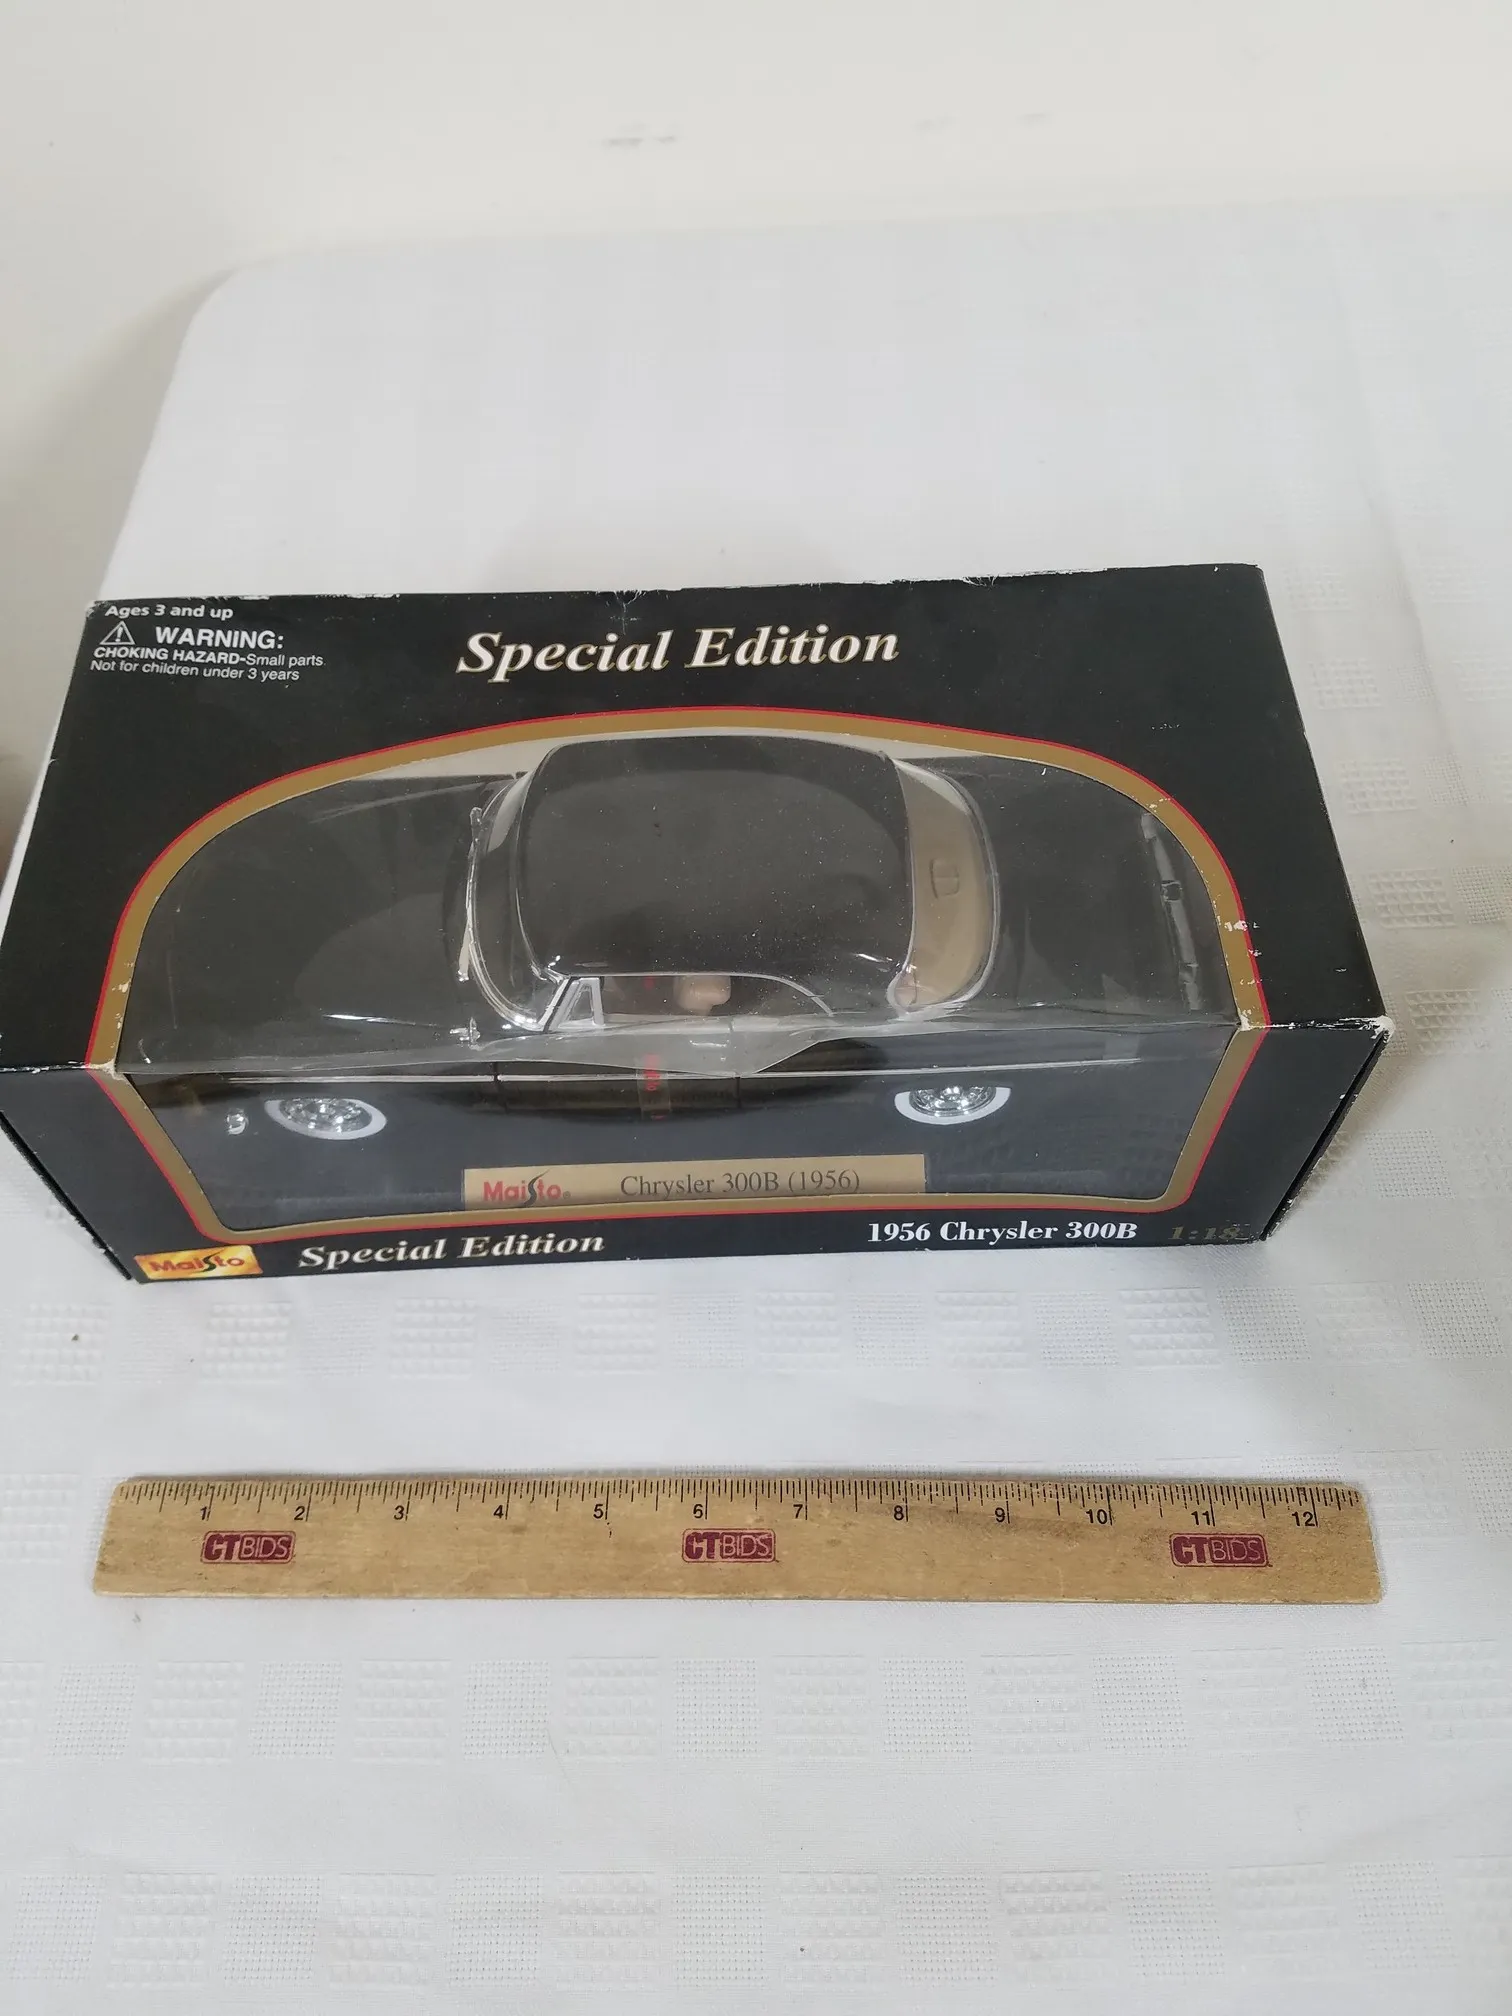 Ages 3 and up
WARNING:
CHOKING HAZARD-Small parts.
Not for children under 3 years
Special Edition
Maisto® Chrysler 300B (1956)
Maisto Special Edition 1956 Chrysler 300B 1:18
1 2 3 4 5 6 7 8 9 10 11 12
CTBIDS CTBIDS CTBIDS